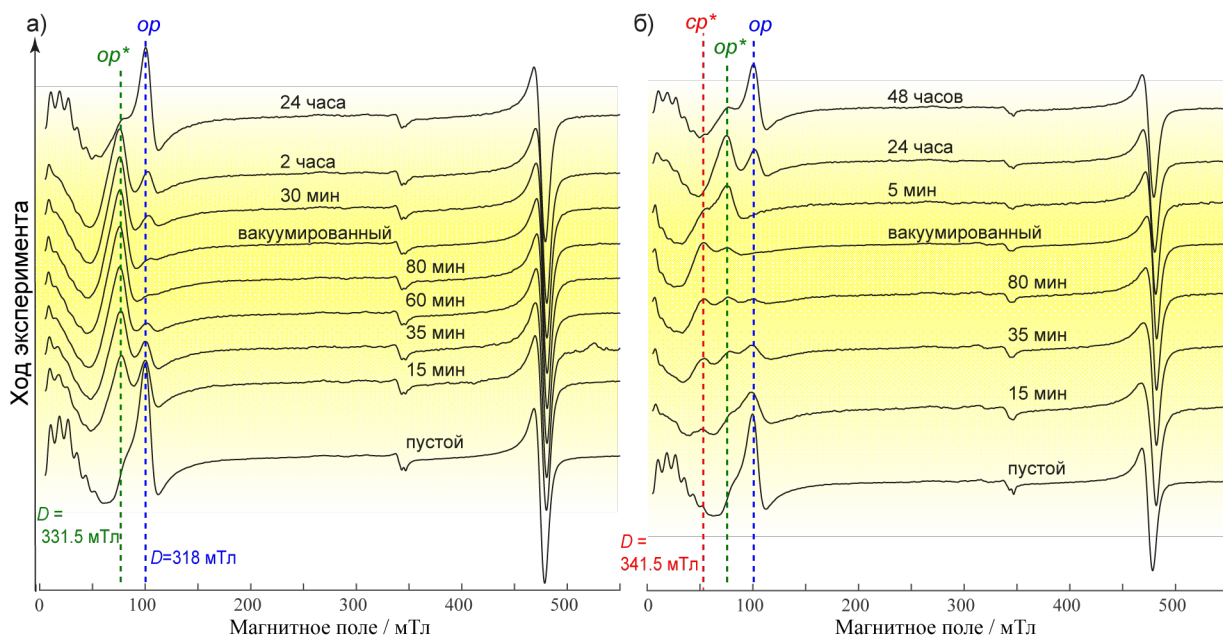 а)
op*
op
24 часа
2 часа
30 мин
вакуумированный
80 мин
60 мин
35 мин
15 мин
пустой
D =
331.5 мТл
D=318 мТл
Ход эксперимента
0 100 200 300 400 500
Магнитное поле / мТл
б)
cp*
op*
op
48 часов
24 часа
5 мин
вакуумированный
80 мин
35 мин
15 мин
пустой
D =
341.5 мТл
0 100 200 300 400 500
Магнитное поле / мТл